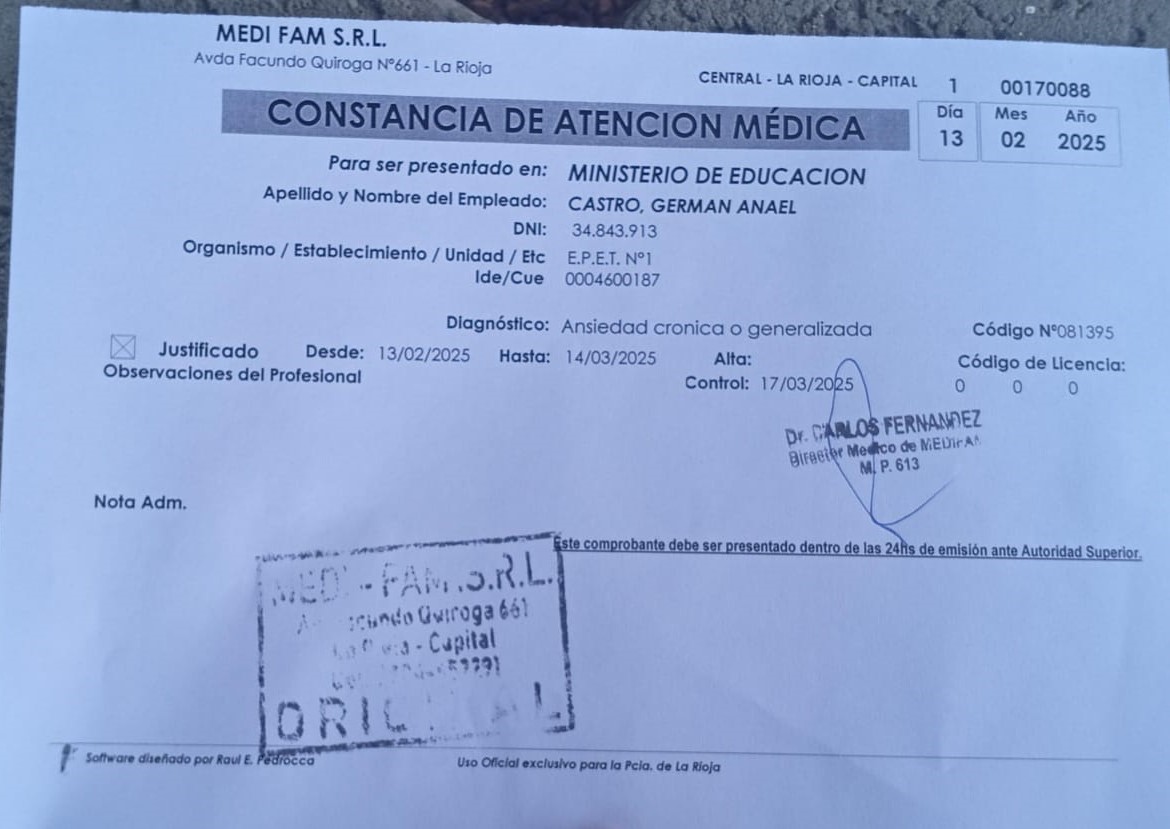 MEDI FAM S.R.L.
Avda Facundo Quiroga Nº661 - La Rioja
CENTRAL - LA RIOJA - CAPITAL 1 00170088
CONSTANCIA DE ATENCION MÉDICA
Día Mes Año
13 02 2025
Para ser presentado en: MINISTERIO DE EDUCACION
Apellido y Nombre del Empleado: CASTRO, GERMAN ANAEL
DNI: 34.843.913
Organismo / Establecimiento / Unidad / Etc E.P.E.T. Nº1
Ide/Cue 0004600187
Diagnóstico: Ansiedad cronica o generalizada Código Nº081395
Justificado Desde: 13/02/2025 Hasta: 14/03/2025 Alta: Código de Licencia:
Observaciones del Profesional Control: 17/03/2025 0 0 0
Dr. CARLOS FERNANDEZ
Director Medico de
M. P. 613
Nota Adm.
Este comprobante debe ser presentado dentro de las 24hs de emisión ante Autoridad Superior.
- FAM. S.R.L.
Quiroga 661
- Capital
Software diseñado por Raul E. Pedrocca Uso Oficial exclusivo para la Pcia. de La Rioja